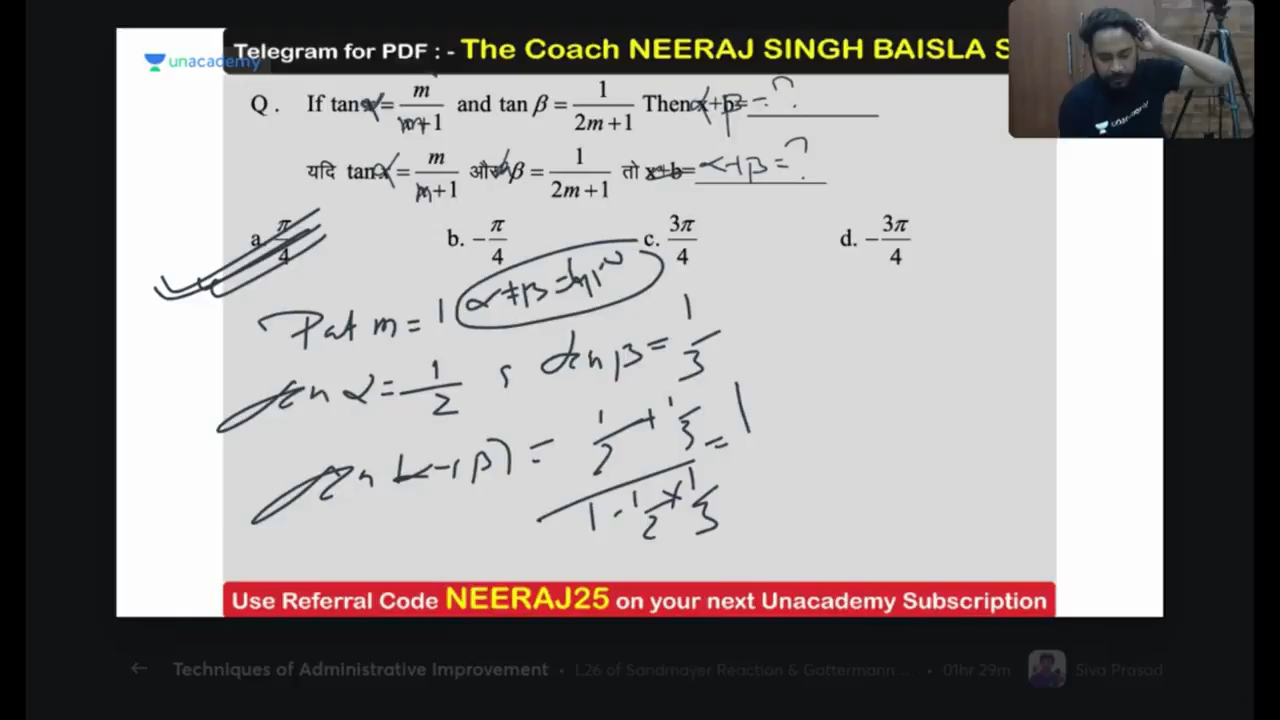 Telegram for PDF : - The Coach NEERAJ SINGH BAISLA S
unacademy
Q . If tan α = m/m+1 and tan β = 1/2m+1 Then α+β = ?
यदि tan α = m/m+1 और β = 1/2m+1 तो x+b= α+β = ?
a. π/4 b. −π/4 c. 3π/4 d. −3π/4
Put m = 1
tan α = 1/2 , tan β = 1/3
tan (α+β) = 1/2 + 1/3 / 1 - 1/2 × 1/3 = 1
Use Referral Code NEERAJ25 on your next Unacademy Subscription
← Techniques of Administrative Improvement • L26 of Sandmayer Reaction & Gattermann ... • 01hr 29m Siva Prasad